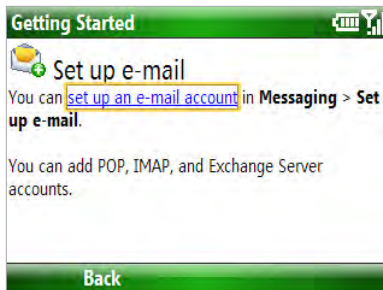 Getting Started
Set up e-mail
You can set up an e-mail account in Messaging > Set
up e-mail.
You can add POP, IMAP, and Exchange Server
accounts.
Back